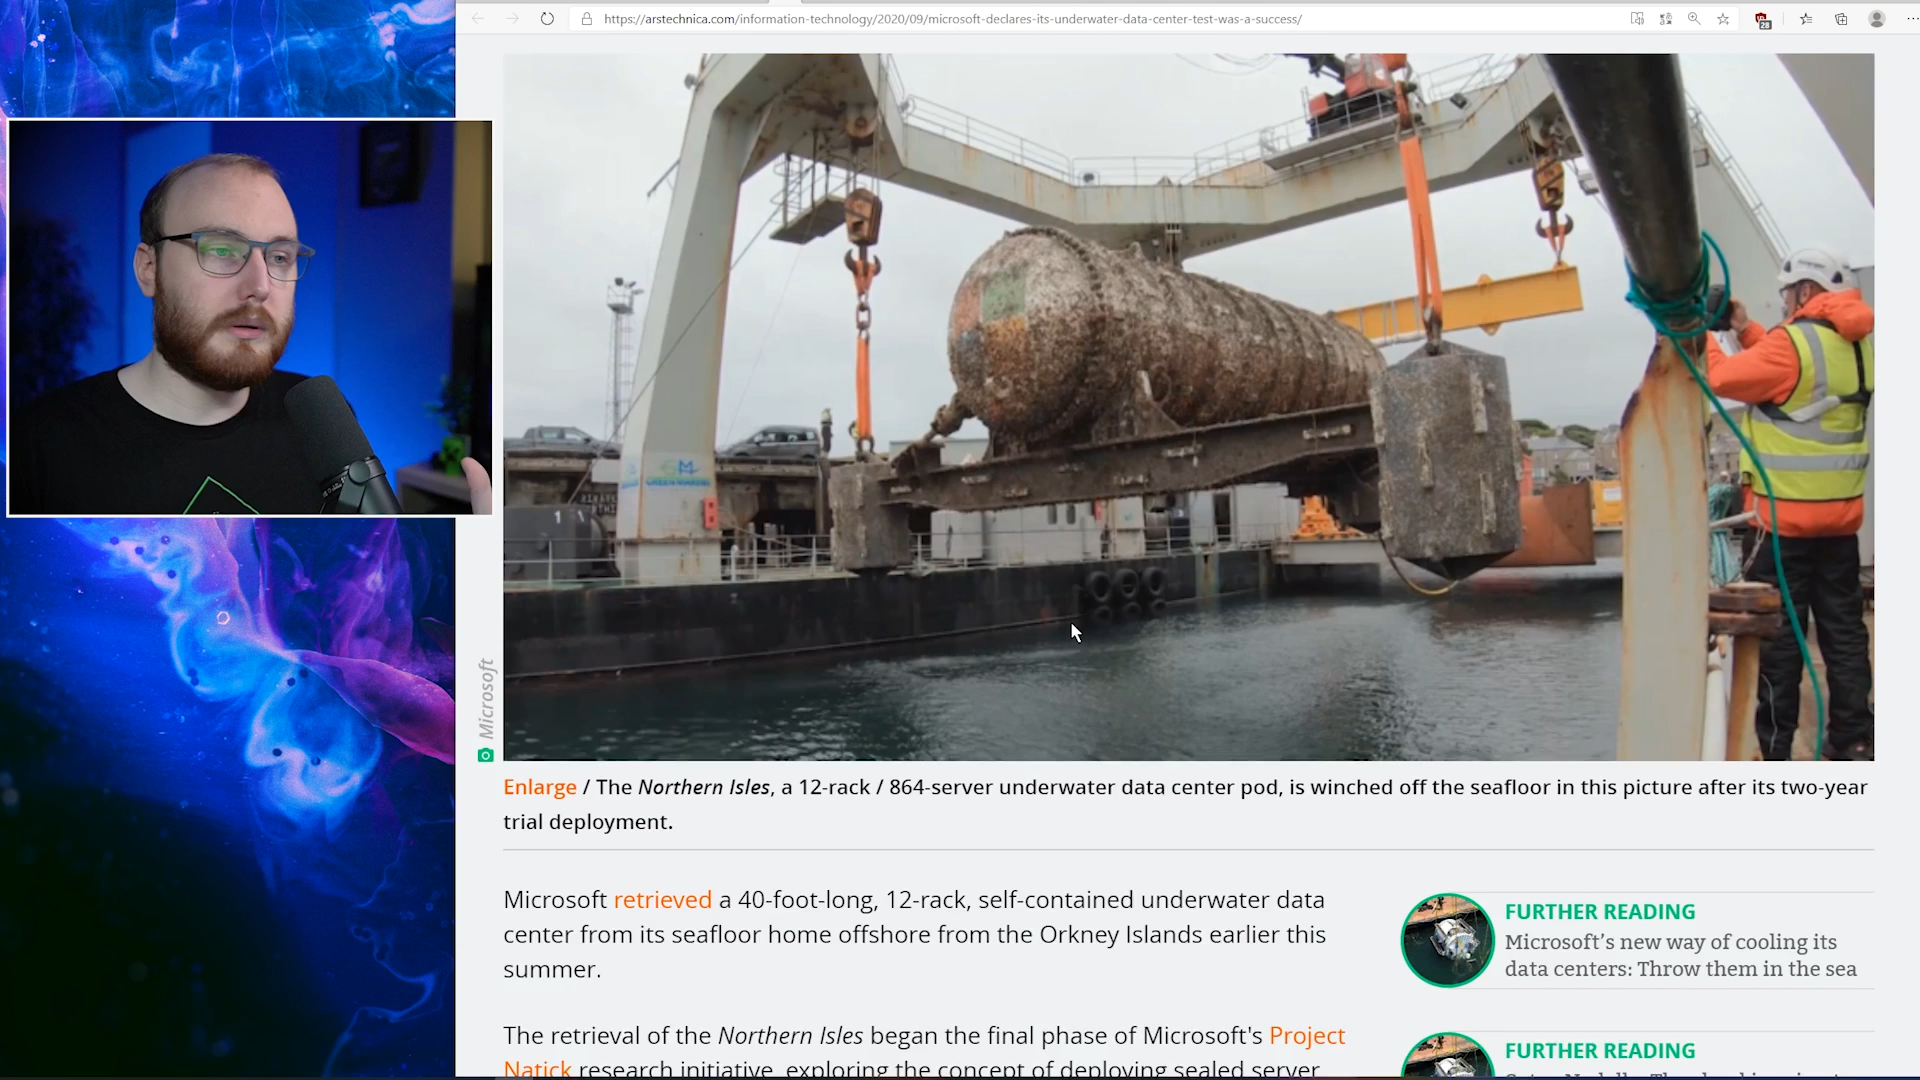 https://arstechnica.com/information-technology/2020/09/microsoft-declares-its-underwater-data-center-test-was-a-success/
28
Microsoft
Enlarge / The Northern Isles, a 12-rack / 864-server underwater data center pod, is winched off the seafloor in this picture after its two-year
trial deployment.
Microsoft retrieved a 40-foot-long, 12-rack, self-contained underwater data
center from its seafloor home offshore from the Orkney Islands earlier this
summer.
FURTHER READING
Microsoft’s new way of cooling its
data centers: Throw them in the sea
The retrieval of the Northern Isles began the final phase of Microsoft's Project
Natick research initiative, exploring the concept of deploying sealed server
FURTHER READING